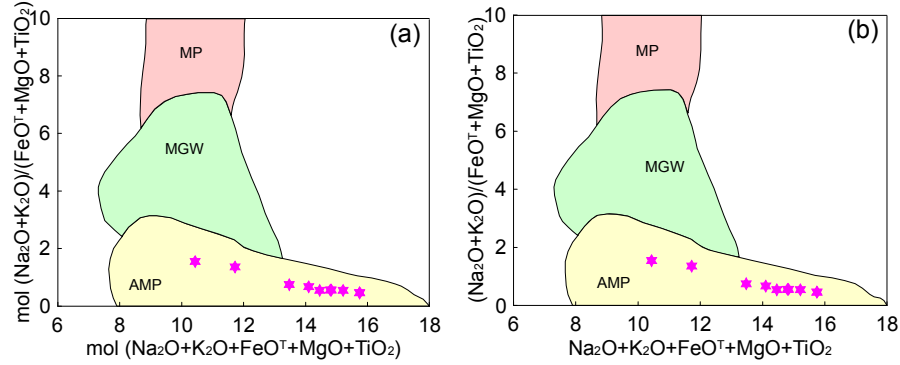 10
8
6
4
2
0
mol (Na₂O+K₂O)/(FeOᵀ+MgO+TiO₂)
(a)
MP
MGW
AMP
6 8 10 12 14 16 18
mol (Na₂O+K₂O+FeOᵀ+MgO+TiO₂)
10
8
6
4
2
0
(Na₂O+K₂O)/(FeOᵀ+MgO+TiO₂)
(b)
MP
MGW
AMP
6 8 10 12 14 16 18
Na₂O+K₂O+FeOᵀ+MgO+TiO₂